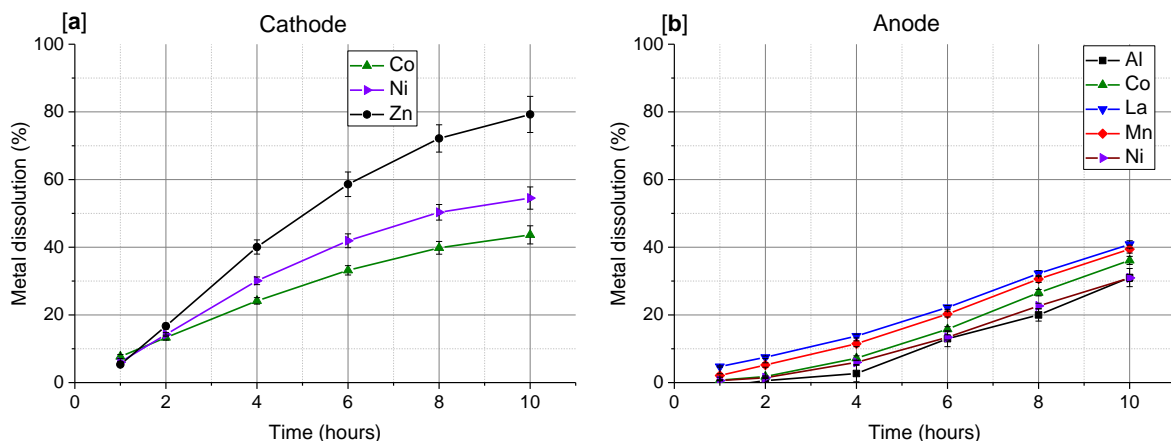 [a]
Cathode
Metal dissolution (%)
100
80
60
40
20
0
Co
Ni
Zn
0 2 4 6 8 10
Time (hours)
[b]
Anode
Metal dissolution (%)
100
80
60
40
20
0
Al
Co
La
Mn
Ni
0 2 4 6 8 10
Time (hours)